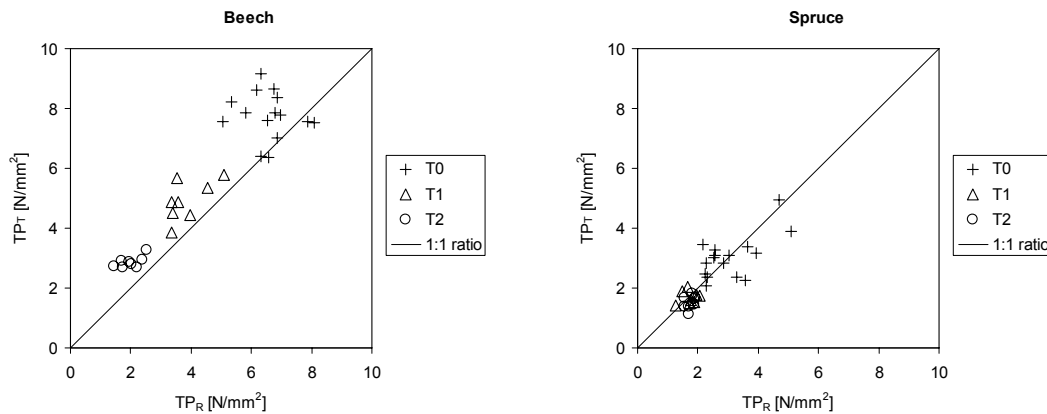 Beech
10
8
6
4
2
0
TPT [N/mm²]
0 2 4 6 8 10
TPR [N/mm²]
T0
T1
T2
1:1 ratio
Spruce
10
8
6
4
2
0
TPT [N/mm²]
0 2 4 6 8 10
TPR [N/mm²]
T0
T1
T2
1:1 ratio